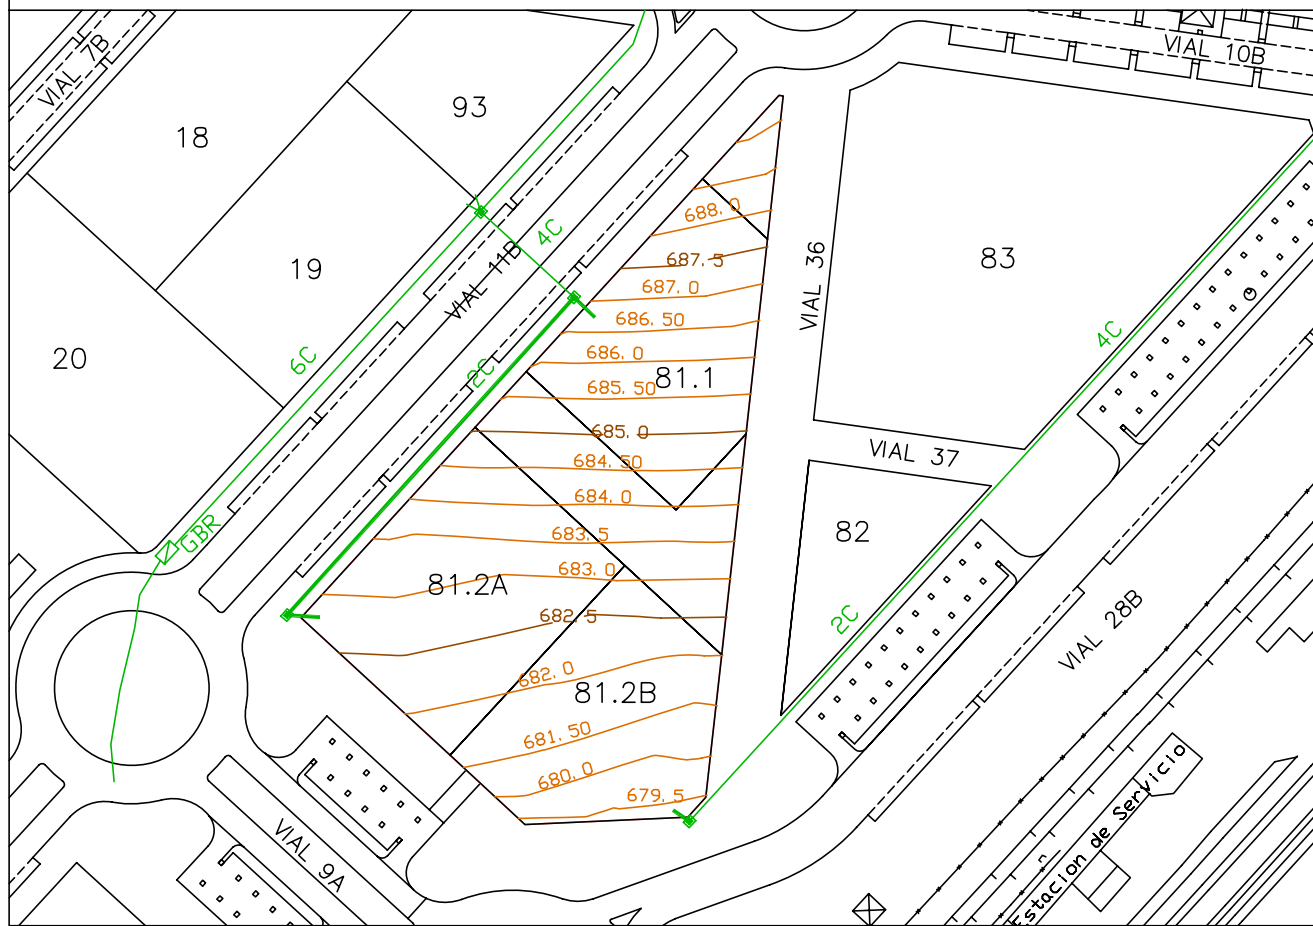 VIAL 7B
18
93
VIAL 10B
19
4C
VIAL 11B
688.0
687.5
687.0
686.50
686.0
VIAL 36
83
4C
20
6C
2C
81.1
685.50
685.0
684.50
VIAL 37
684.0
683.5
82
GBR
683.0
81.2A
682.5
2C
VIAL 28B
682.0
81.2B
681.50
680.0
679.5
VIAL 9A
Estacion de Servicio